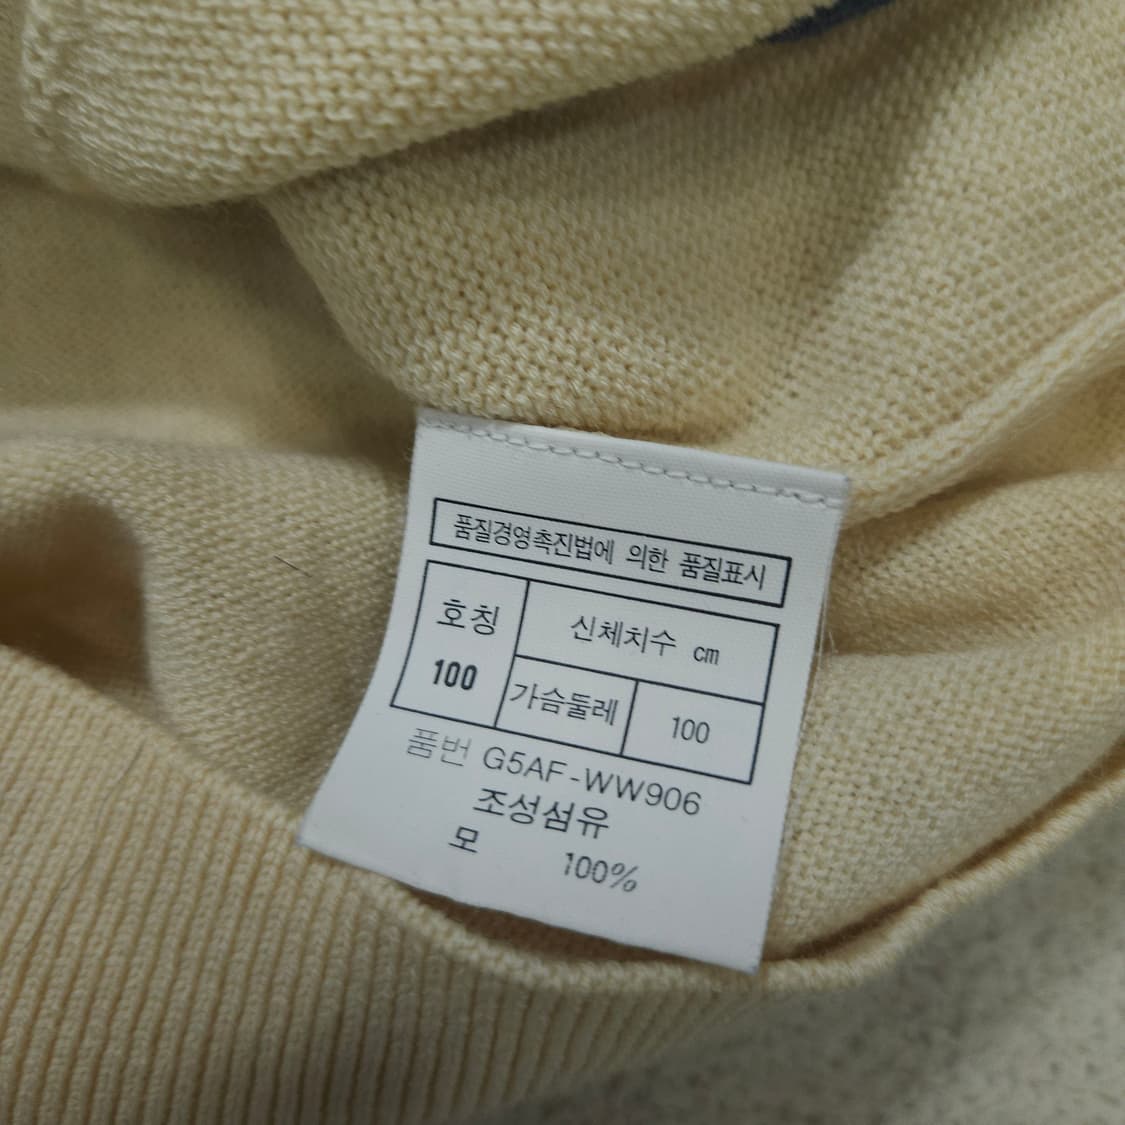 품질경영촉진법에 의한 품질표시
호칭
100
신체치수 cm
가슴둘레 100
품번 G5AF-WW906
조성섬유
모 100%